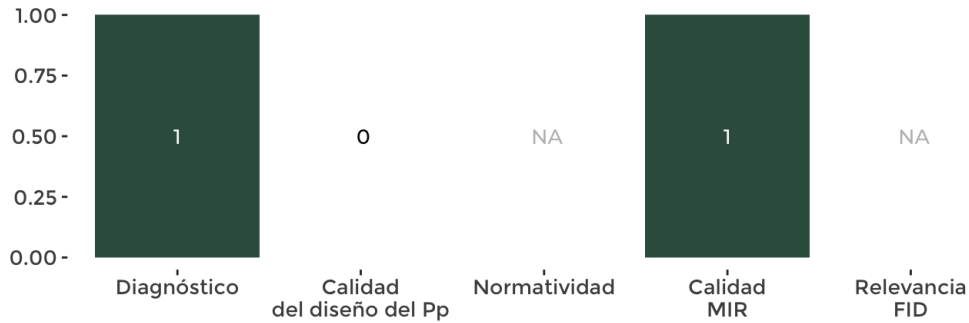 1.00
0.75
0.50
0.25
0.00
1
0
NA
1
NA
Diagnóstico
Calidad
del diseño del Pp
Normatividad
Calidad
MIR
Relevancia
FID